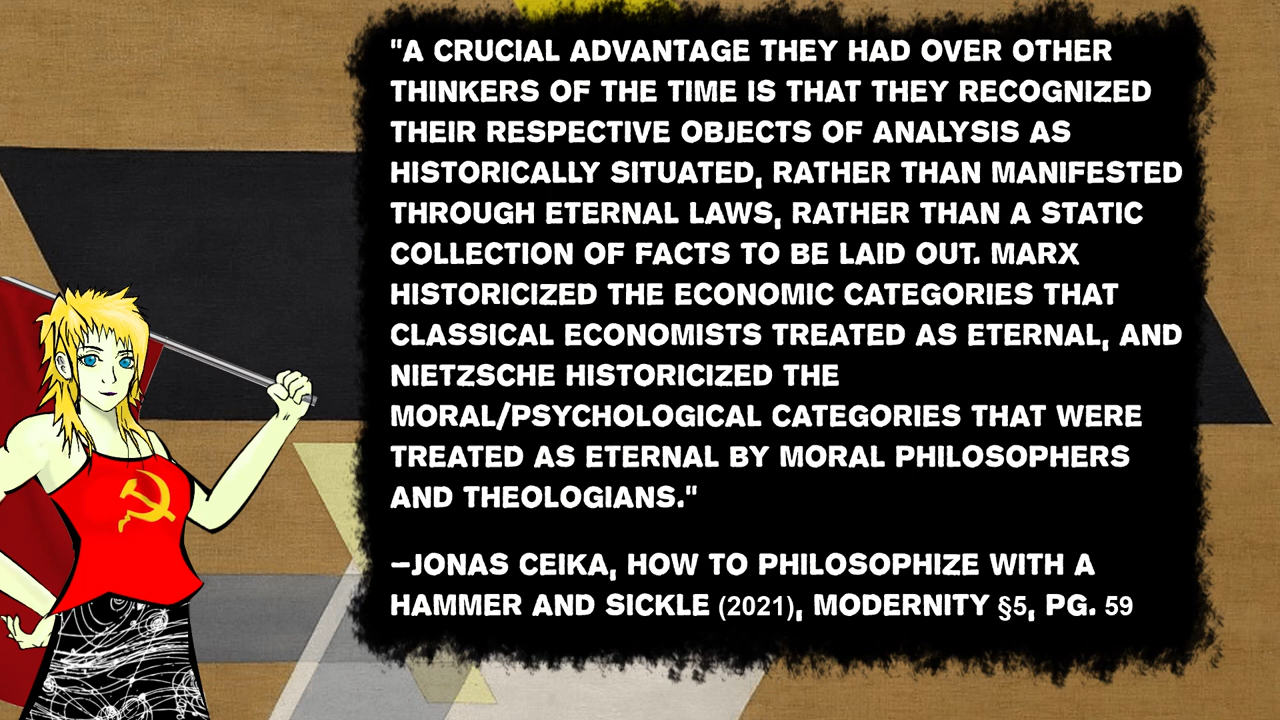 "A CRUCIAL ADVANTAGE THEY HAD OVER OTHER
THINKERS OF THE TIME IS THAT THEY RECOGNIZED
THEIR RESPECTIVE OBJECTS OF ANALYSIS AS
HISTORICALLY SITUATED, RATHER THAN MANIFESTED
THROUGH ETERNAL LAWS, RATHER THAN A STATIC
COLLECTION OF FACTS TO BE LAID OUT. MARX
HISTORICIZED THE ECONOMIC CATEGORIES THAT
CLASSICAL ECONOMISTS TREATED AS ETERNAL, AND
NIETZSCHE HISTORICIZED THE
MORAL/PSYCHOLOGICAL CATEGORIES THAT WERE
TREATED AS ETERNAL BY MORAL PHILOSOPHERS
AND THEOLOGIANS."
–JONAS CEIKA, HOW TO PHILOSOPHIZE WITH A
HAMMER AND SICKLE (2021), MODERNITY §5, PG. 59